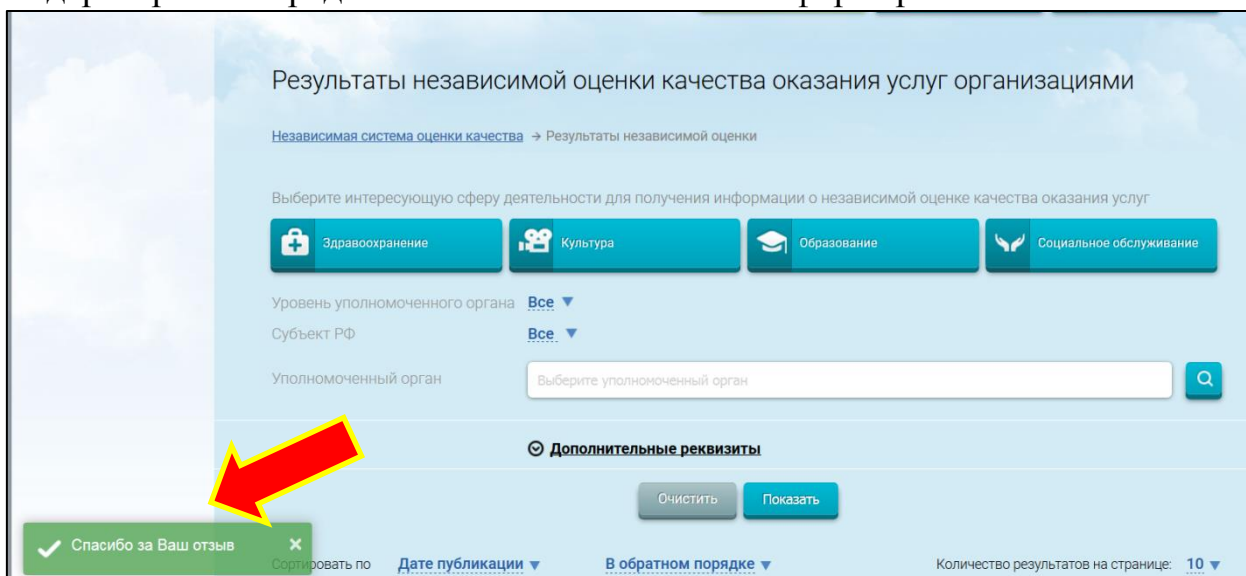 Результаты независимой оценки качества оказания услуг организациями
Независимая система оценки качества → Результаты независимой оценки
Выберите интересующую сферу деятельности для получения информации о независимой оценке качества оказания услуг
Здравоохранение Культура Образование Социальное обслуживание
Уровень уполномоченного органа Все
Субъект РФ Все
Уполномоченный орган Выберите уполномоченный орган
Дополнительные реквизиты
Очистить Показать
Спасибо за Ваш отзыв
Сортировать по Дате публикации В обратном порядке Количество результатов на странице: 10